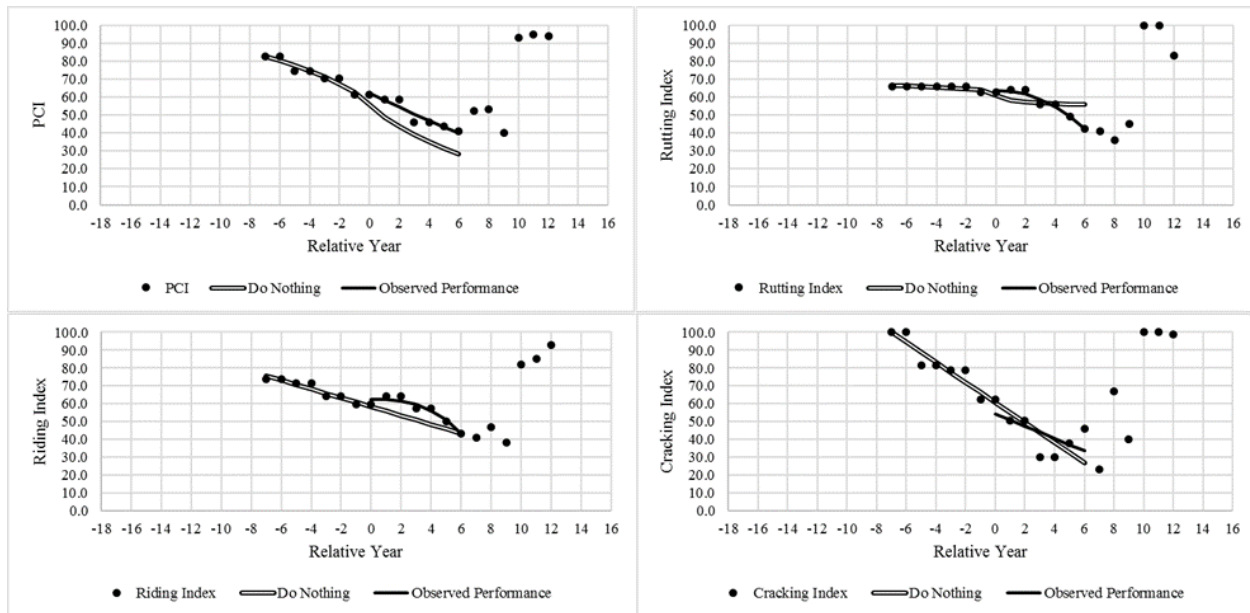 100.0
90.0
80.0
70.0
60.0
50.0
40.0
30.0
20.0
10.0
0.0
PCI
-18 -16 -14 -12 -10 -8 -6 -4 -2 0 2 4 6 8 10 12 14 16
Relative Year
PCI Do Nothing Observed Performance
100.0
90.0
80.0
70.0
60.0
50.0
40.0
30.0
20.0
10.0
0.0
Rutting Index
-18 -16 -14 -12 -10 -8 -6 -4 -2 0 2 4 6 8 10 12 14 16
Relative Year
Rutting Index Do Nothing Observed Performance
100.0
90.0
80.0
70.0
60.0
50.0
40.0
30.0
20.0
10.0
0.0
Riding Index
-18 -16 -14 -12 -10 -8 -6 -4 -2 0 2 4 6 8 10 12 14 16
Relative Year
Riding Index Do Nothing Observed Performance
100.0
90.0
80.0
70.0
60.0
50.0
40.0
30.0
20.0
10.0
0.0
Cracking Index
-18 -16 -14 -12 -10 -8 -6 -4 -2 0 2 4 6 8 10 12 14 16
Relative Year
Cracking Index Do Nothing Observed Performance